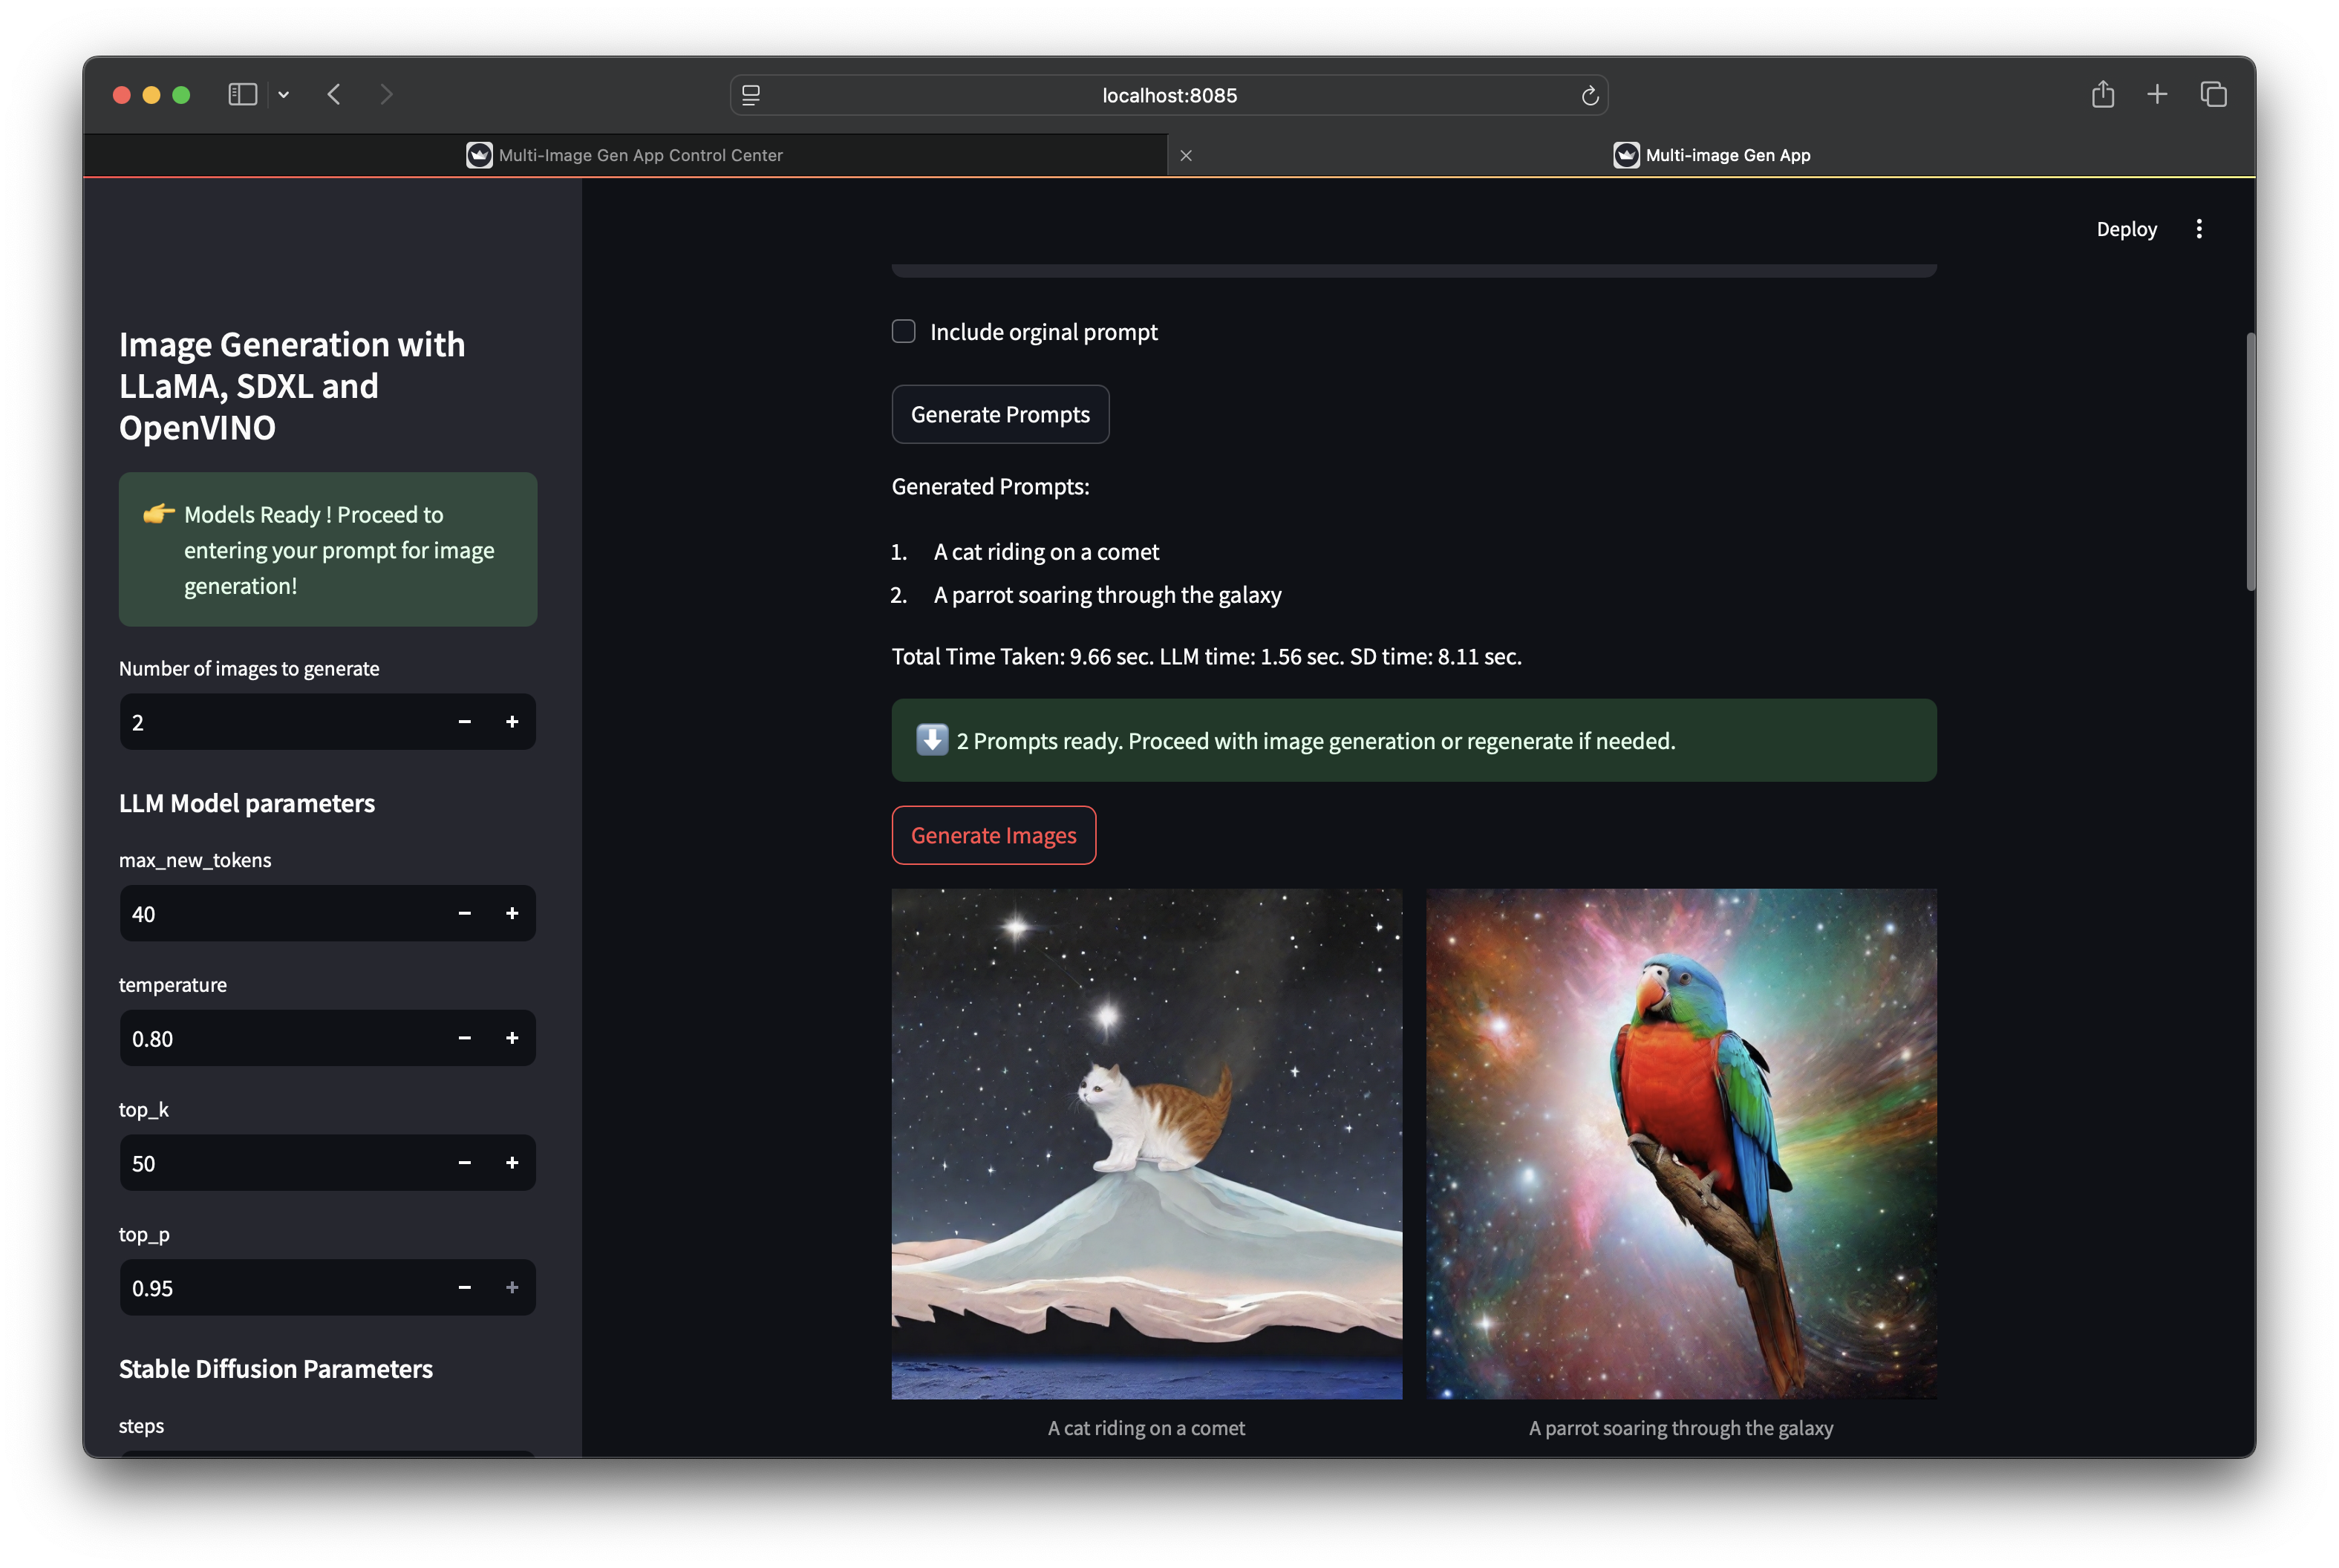 localhost:8085
Multi-Image Gen App Control Center
Multi-image Gen App
Deploy
Image Generation with
LLaMA, SDXL and
OpenVINO
👉 Models Ready ! Proceed to
entering your prompt for image
generation!
Number of images to generate
2
LLM Model parameters
max_new_tokens
40
temperature
0.80
top_k
50
top_p
0.95
Stable Diffusion Parameters
steps
Include orginal prompt
Generate Prompts
Generated Prompts:
1. A cat riding on a comet
2. A parrot soaring through the galaxy
Total Time Taken: 9.66 sec. LLM time: 1.56 sec. SD time: 8.11 sec.
⬇️ 2 Prompts ready. Proceed with image generation or regenerate if needed.
Generate Images
A cat riding on a comet
A parrot soaring through the galaxy